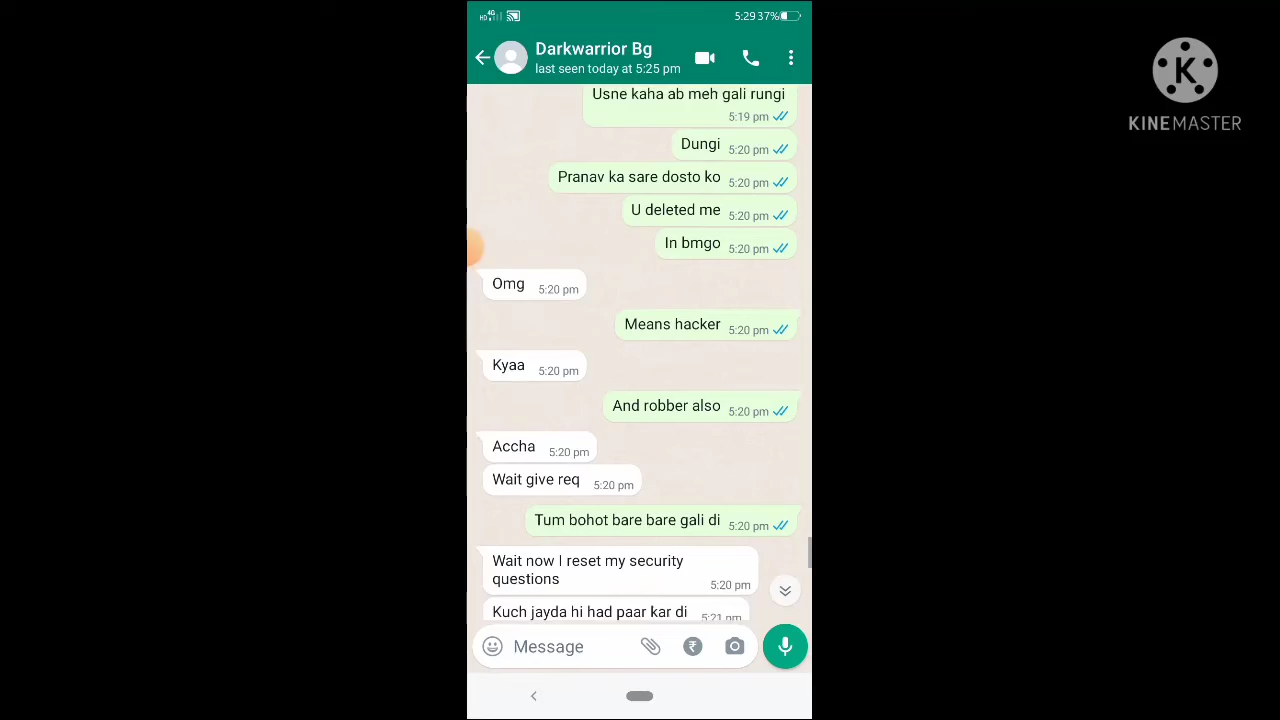 HD 4G 5:29 37%
Darkwarrior Bg
last seen today at 5:25 pm
K
KINEMASTER
Usne kaha ab meh gali rungi
5:19 pm
Dungi 5:20 pm
Pranav ka sare dosto ko 5:20 pm
U deleted me 5:20 pm
In bmgo 5:20 pm
Omg 5:20 pm
Means hacker 5:20 pm
Kyaa 5:20 pm
And robber also 5:20 pm
Accha 5:20 pm
Wait give req 5:20 pm
Tum bohot bare bare gali di 5:20 pm
Wait now I reset my security
questions 5:20 pm
Kuch jayda hi had paar kar di 5:21 pm
Message ₹